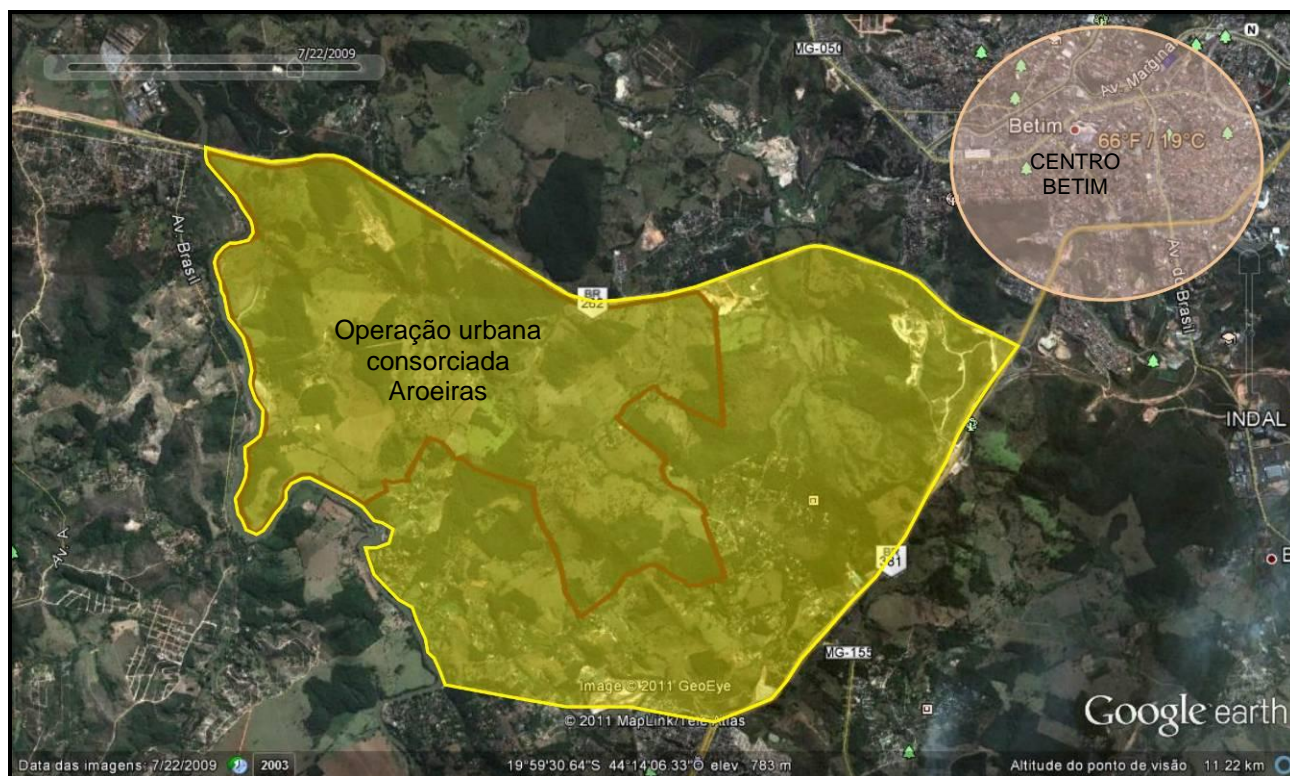 7/22/2009
MG-050
N
Av. Margina
Betim
66°F / 19°C
CENTRO
BETIM
Av. Brasil
Av. do Brasil
BR
262
Operação urbana
consorciada
Aroeiras
INDAL
BR
381
Av. A
MG-155
Image © 2011 GeoEye
© 2011 MapLink/Tele Atlas
Google earth
Data das imagens: 7/22/2009
2003
19°59'30.64"S 44°14'06.33"O elev 783 m
Altitude do ponto de visão 11.22 km